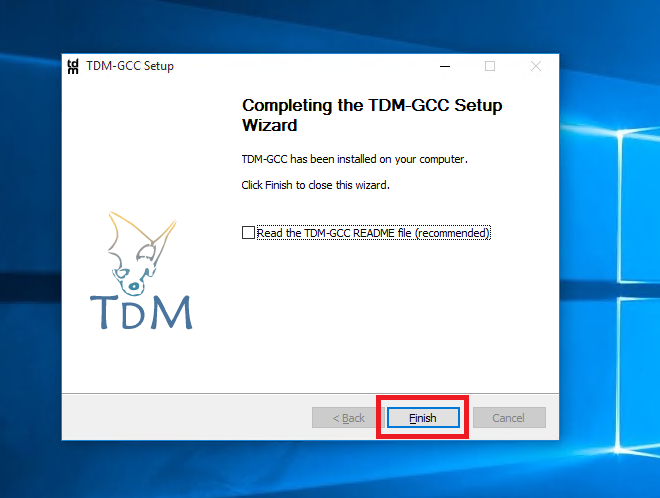 tdm TDM-GCC Setup
Completing the TDM-GCC Setup
Wizard
TDM-GCC has been installed on your computer.
Click Finish to close this wizard.
Read the TDM-GCC README file (recommended)
TDM
< Back Finish Cancel